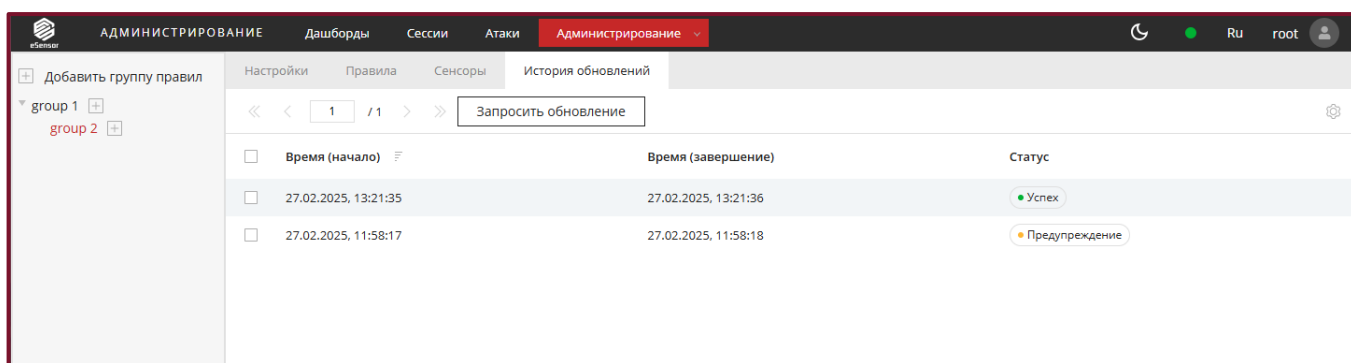 eSensor АДМИНИСТРИРОВАНИЕ Дашборды Сессии Атаки Администрирование Ru root
Добавить группу правил
group 1
group 2
Настройки Правила Сенсоры История обновлений
1 / 1 Запросить обновление
Время (начало) Время (завершение) Статус
27.02.2025, 13:21:35 27.02.2025, 13:21:36 Успех
27.02.2025, 11:58:17 27.02.2025, 11:58:18 Предупреждение